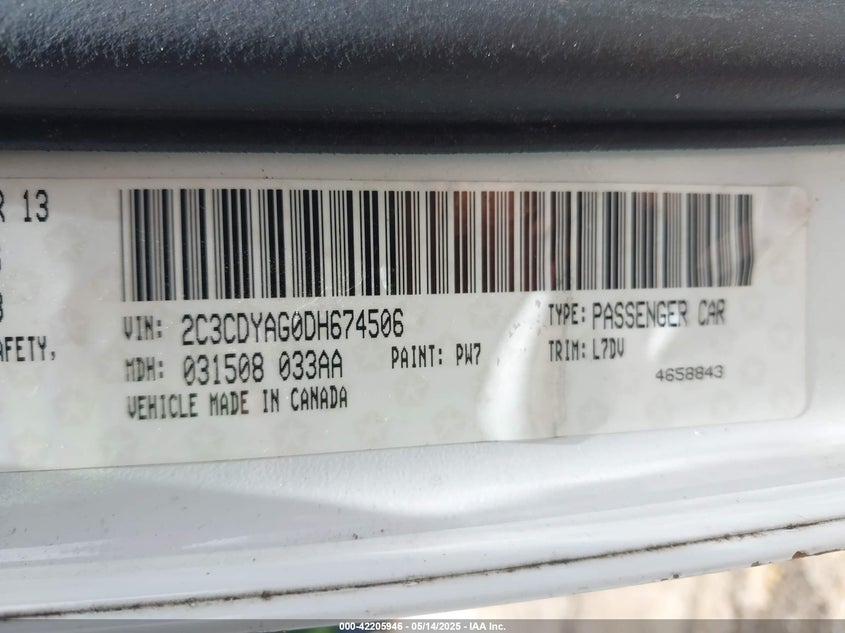 R 13
AFETY,
VIN: 2C3CDYAG0DH674506
TYPE: PASSENGER CAR
MDH: 031508 033AA
PAINT: PW7
TRIM: L7DV
VEHICLE MADE IN CANADA
4658843
000-42205946 - 05/14/2025 - IAA Inc.